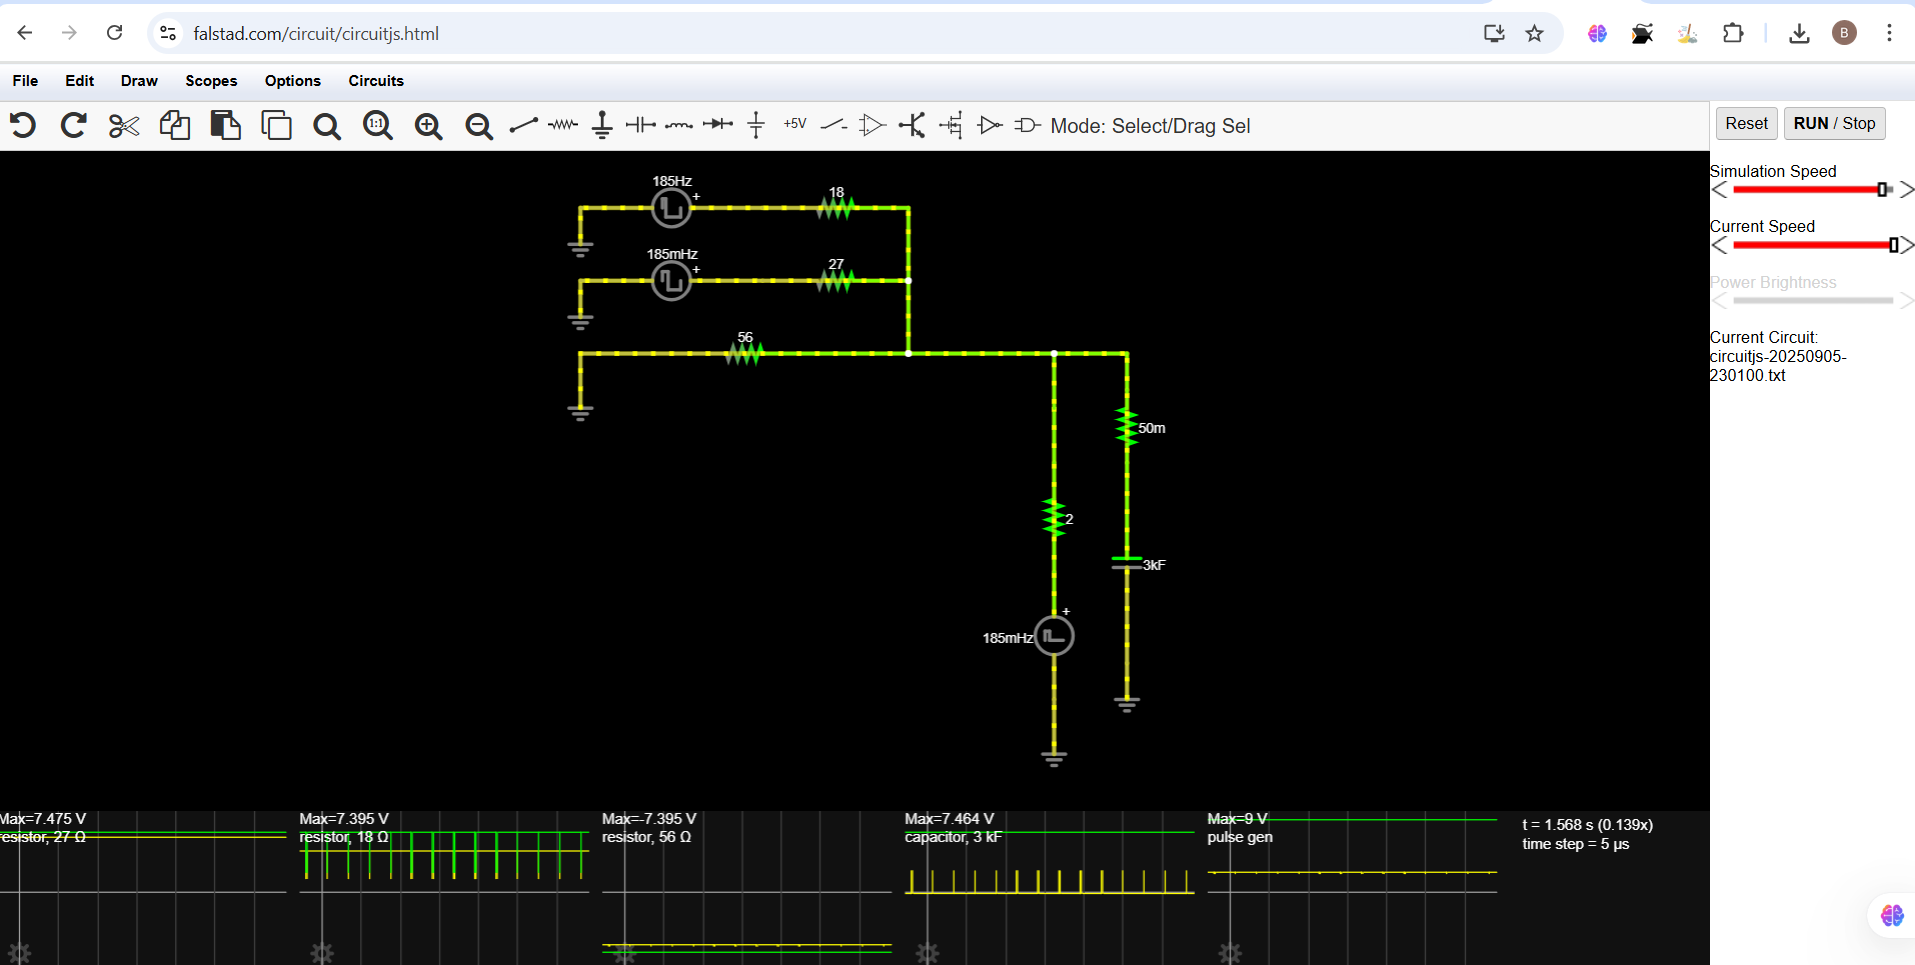 falstad.com/circuit/circuitjs.html
B
File Edit Draw Scopes Options Circuits
1:1
+5V
Mode: Select/Drag Sel
Reset
RUN / Stop
Simulation Speed
Current Speed
Power Brightness
Current Circuit:
circuitjs-20250905-
230100.txt
185Hz
+
18
185mHz
+
27
56
50m
2
3kF
+
185mHz
Max=7.475 V
resistor, 27 Ω
Max=7.395 V
resistor, 18 Ω
Max=-7.395 V
resistor, 56 Ω
Max=7.464 V
capacitor, 3 kF
Max=9 V
pulse gen
t = 1.568 s (0.139x)
time step = 5 µs